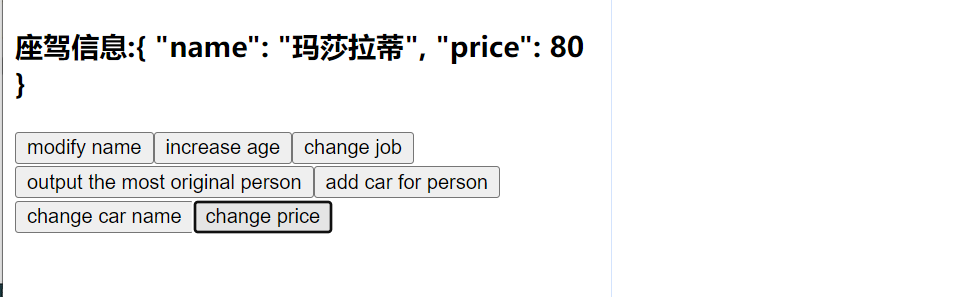 座驾信息:{ "name": "玛莎拉蒂", "price": 80
}
modify name increase age change job
output the most original person add car for person
change car name change price